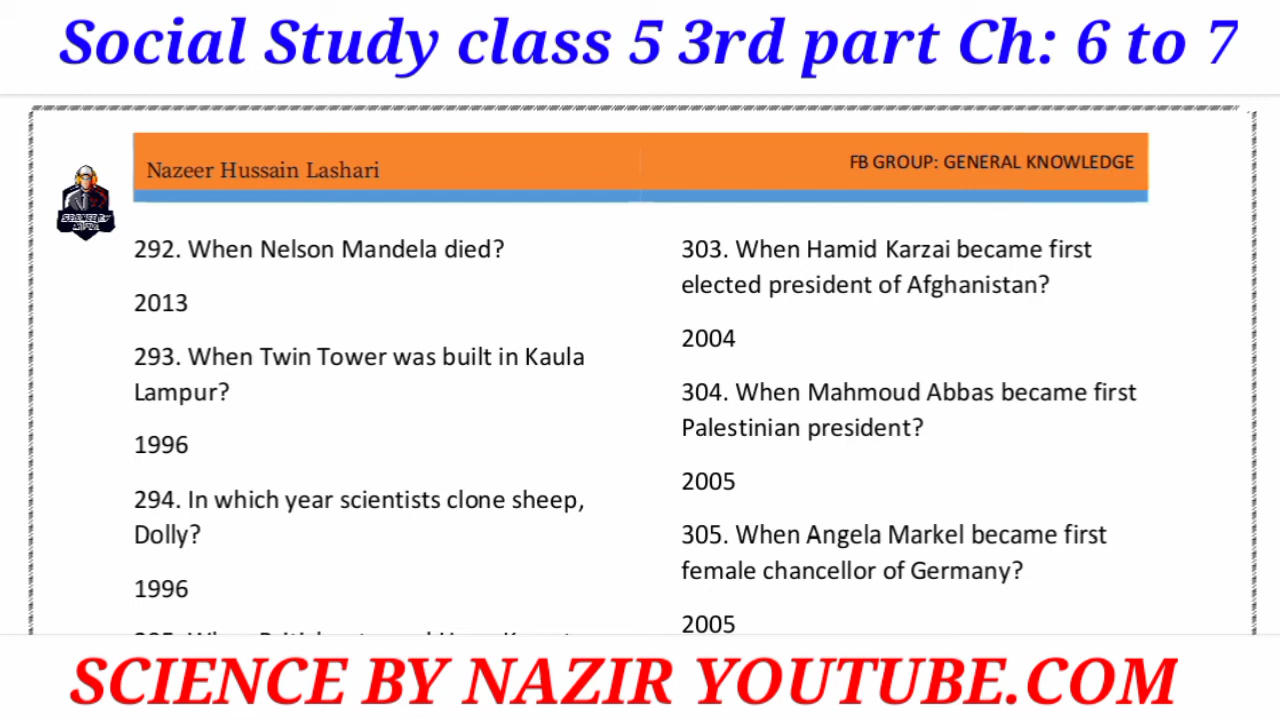 Social Study class 5 3rd part Ch: 6 to 7
Nazeer Hussain Lashari
FB GROUP: GENERAL KNOWLEDGE
292. When Nelson Mandela died?
2013
293. When Twin Tower was built in Kaula
Lampur?
1996
294. In which year scientists clone sheep,
Dolly?
1996
303. When Hamid Karzai became first
elected president of Afghanistan?
2004
304. When Mahmoud Abbas became first
Palestinian president?
2005
305. When Angela Markel became first
female chancellor of Germany?
2005
SCIENCE BY NAZIR YOUTUBE.COM